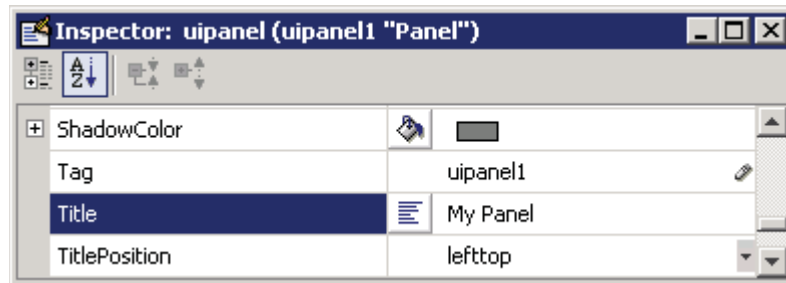 Inspector: uipanel (uipanel1 "Panel")
A
Z
ShadowColor
Tag uipanel1
Title My Panel
TitlePosition lefttop